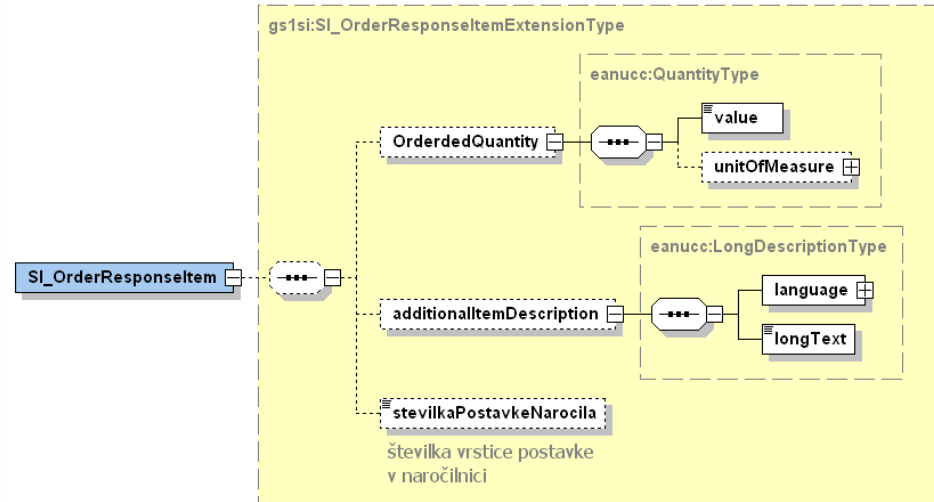 gs1si:SI_OrderResponseItemExtensionType
eanucc:QuantityType
value
OrderdedQuantity
unitOfMeasure
eanucc:LongDescriptionType
SI_OrderResponseItem
language
additionalItemDescription
longText
stevilkaPostavkeNarocila
številka vrstice postavke
v naročilnici